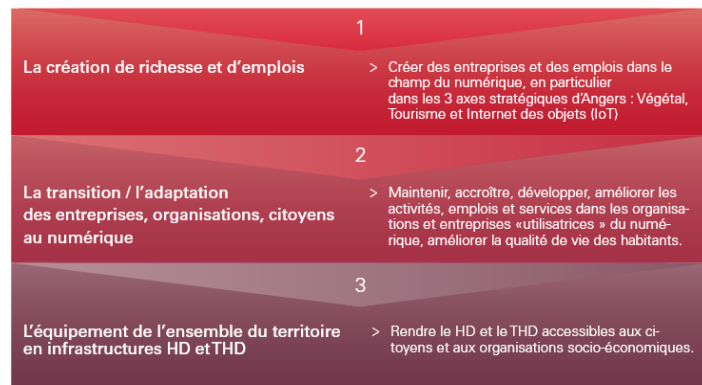 1
La création de richesse et d'emplois
> Créer des entreprises et des emplois dans le
champ du numérique, en particulier
dans les 3 axes stratégiques d'Angers : Végétal,
Tourisme et Internet des objets (IoT)
2
La transition / l'adaptation
des entreprises, organisations, citoyens
au numérique
> Maintenir, accroître, développer, améliorer les
activités, emplois et services dans les organisa-
tions et entreprises «utilisatrices » du numé-
rique, améliorer la qualité de vie des habitants.
3
L'équipement de l'ensemble du territoire
en infrastructures HD et THD
> Rendre le HD et le THD accessibles aux ci-
toyens et aux organisations socio-économiques.